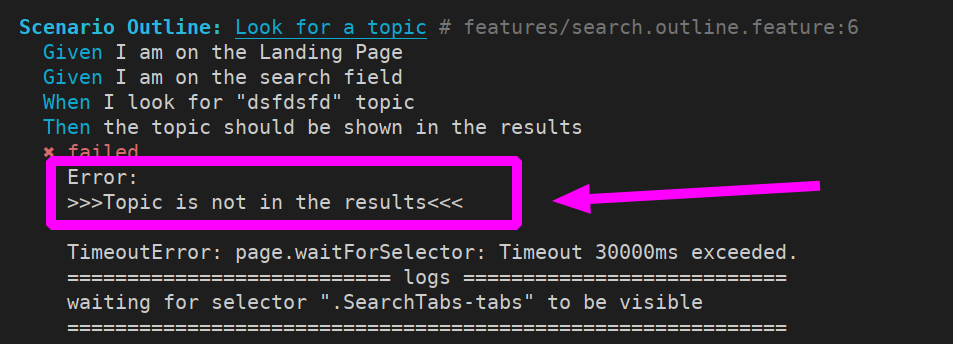 Scenario Outline: Look for a topic # features/search.outline.feature:6
Given I am on the Landing Page
Given I am on the search field
When I look for "dsfdsfd" topic
Then the topic should be shown in the results
✖ failed
Error:
>>>Topic is not in the results<<<
TimeoutError: page.waitForSelector: Timeout 30000ms exceeded.
=========================== logs ===========================
waiting for selector ".SearchTabs-tabs" to be visible
============================================================